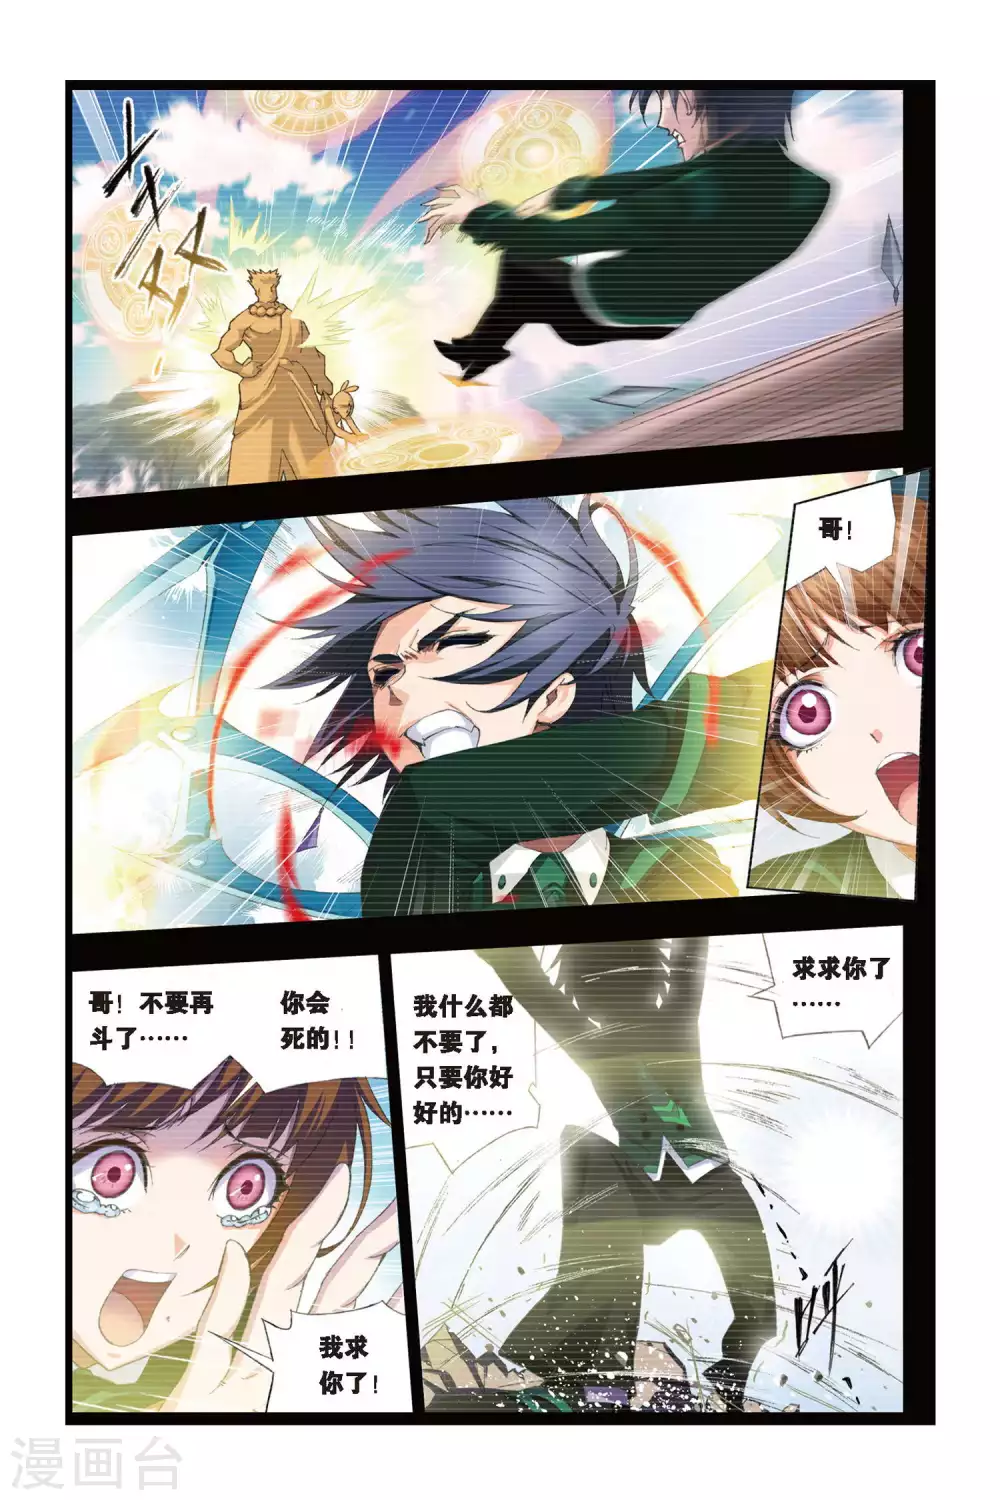 哥！
哥！不要再
斗了……
你会
死的！！
我求
你了！
我什么都
不要了，
只要你好
好的……
求求你了
……
呼
漫画台